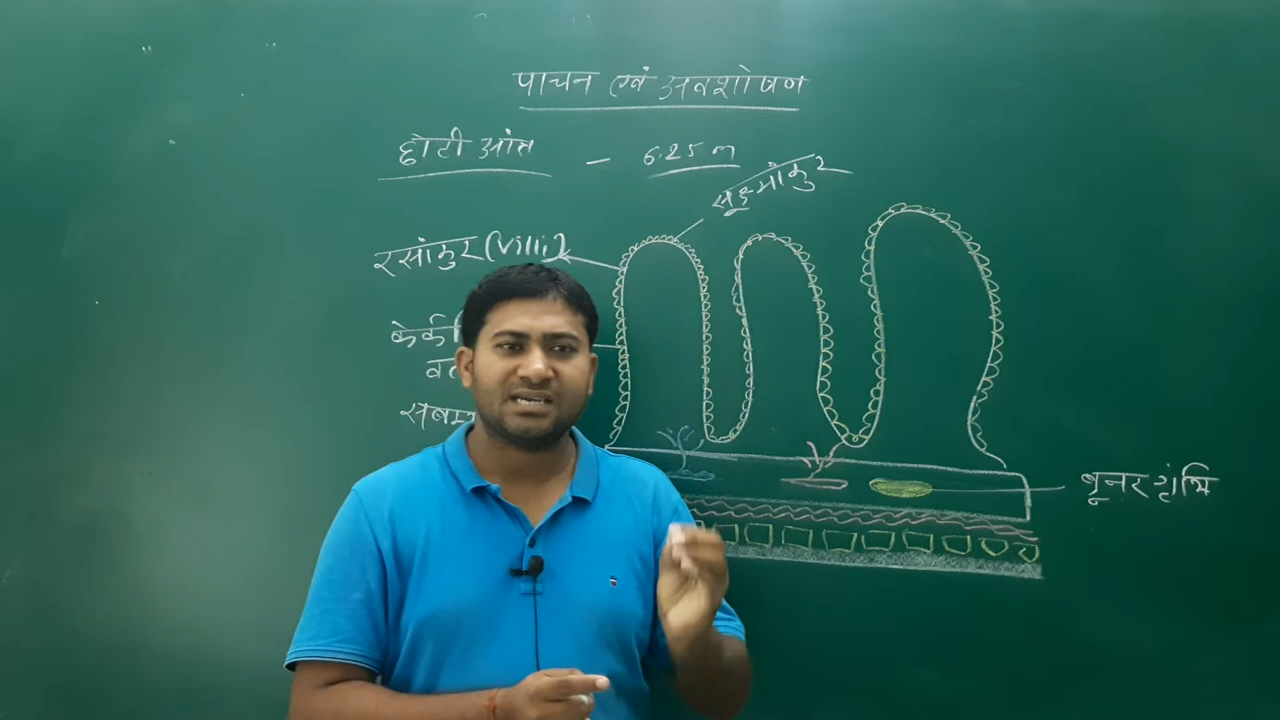 पाचन एवं अवशोषण
छोटी आंत - 6.25 m
सूक्ष्मांकुर
रसांकुर (Villi)
ब्रूनर ग्रंथि